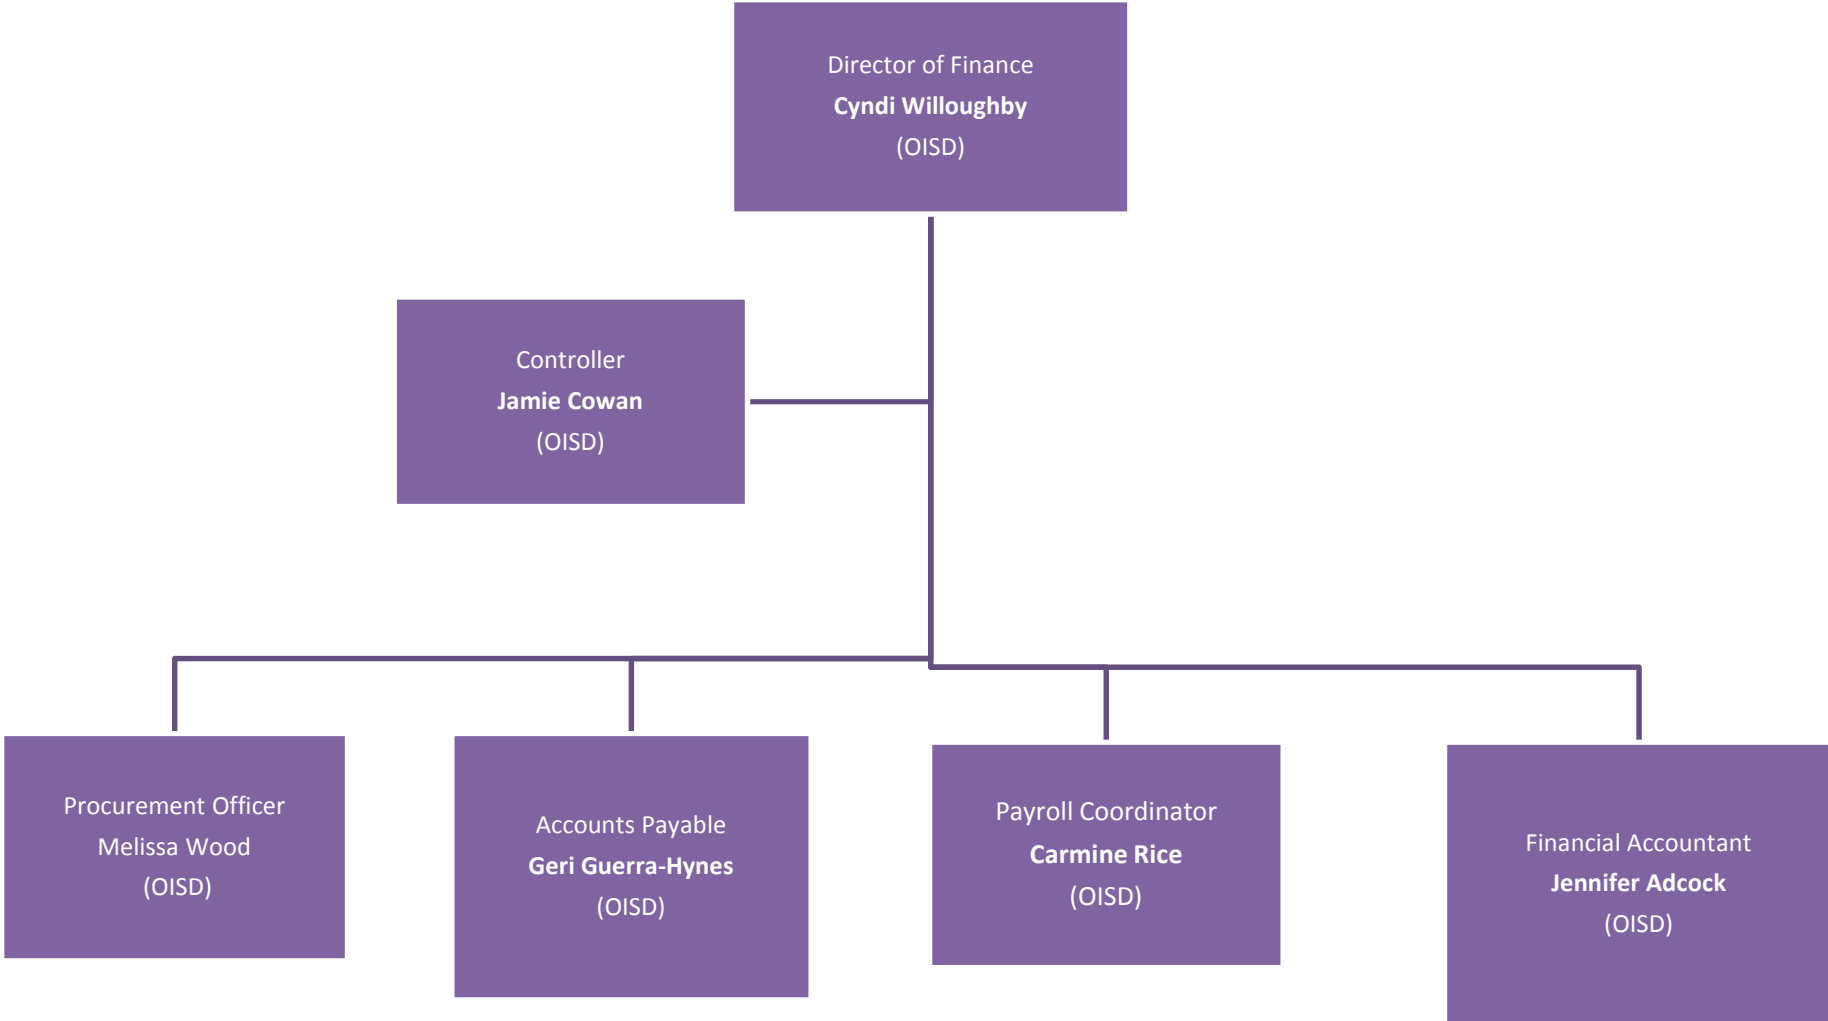 Director of Finance
Cyndi Willoughby
(OISD)
Controller
Jamie Cowan
(OISD)
Procurement Officer
Melissa Wood
(OISD)
Accounts Payable
Geri Guerra-Hynes
(OISD)
Payroll Coordinator
Carmine Rice
(OISD)
Financial Accountant
Jennifer Adcock
(OISD)